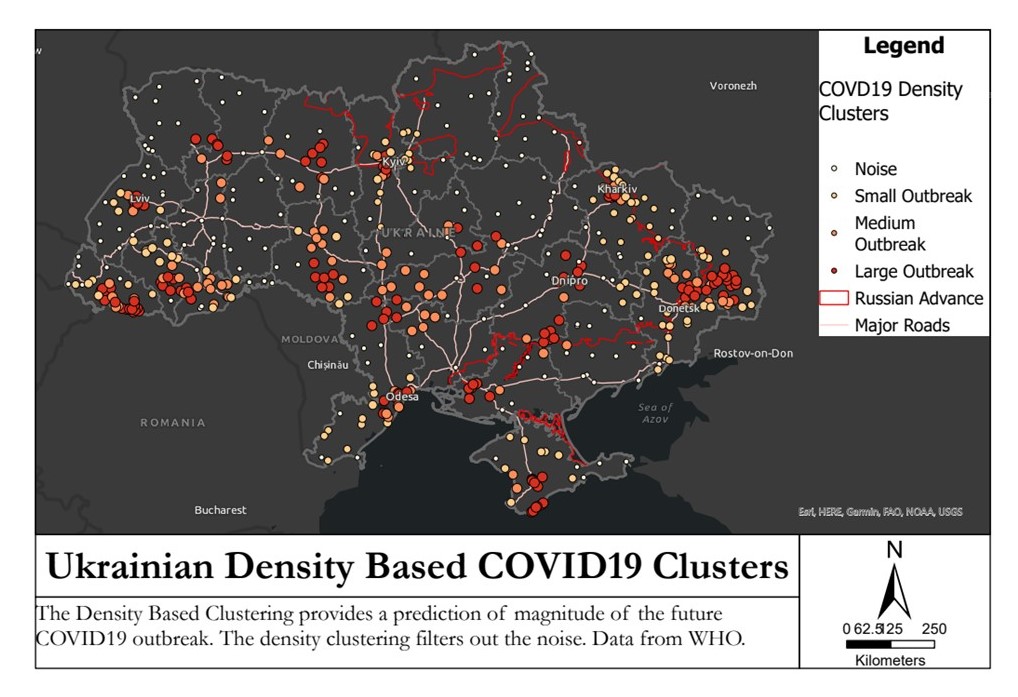 w
Voronezh
Kyiv
Kharkiv
Lviv
UKRAINE
Dnipro
Donetsk
MOLDOVA
Chișinău
Rostov-on-Don
Odesa
Sea of
Azov
ROMANIA
Bucharest
Esri, HERE, Garmin, FAO, NOAA, USGS
Legend
COVD19 Density
Clusters
Noise
Small Outbreak
Medium
Outbreak
Large Outbreak
Russian Advance
Major Roads
Ukrainian Density Based COVID19 Clusters
The Density Based Clustering provides a prediction of magnitude of the future
COVID19 outbreak. The density clustering filters out the noise. Data from WHO.
N
0 62.5125 250
Kilometers